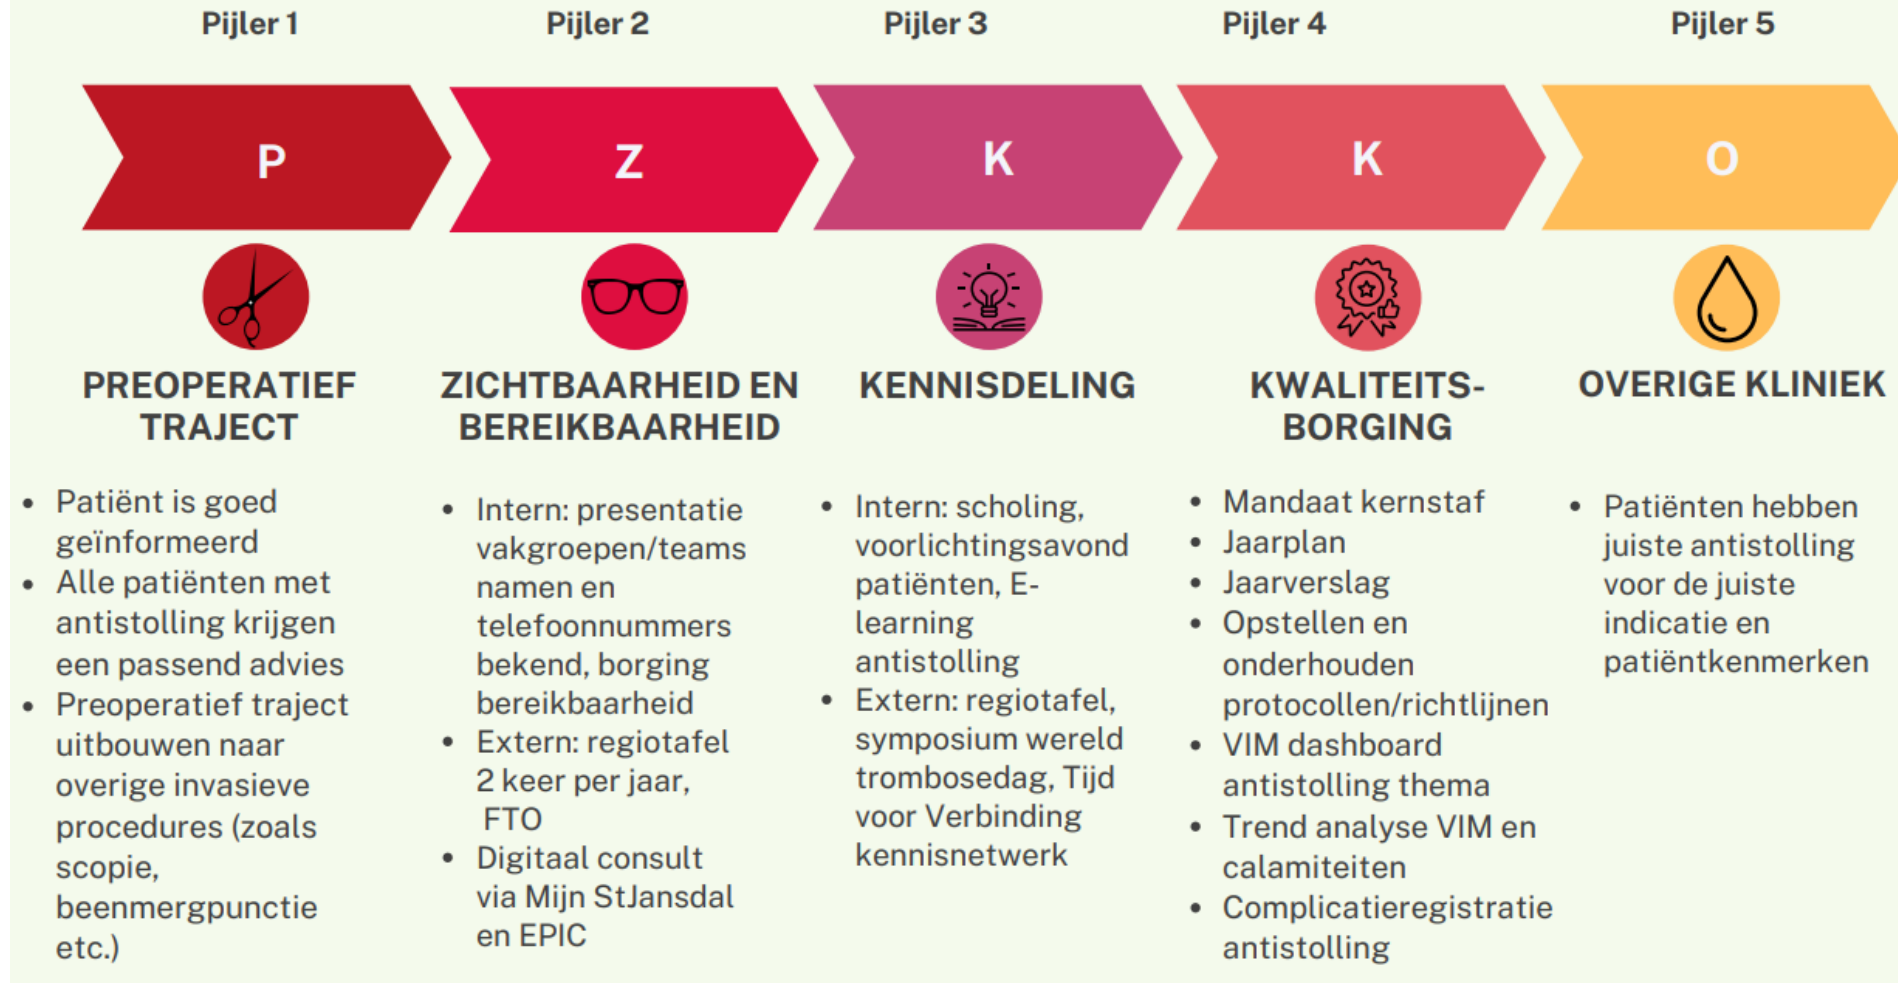 Pijler 1
Pijler 2
Pijler 3
Pijler 4
Pijler 5
P
Z
K
K
O
PREOPERATIEF
TRAJECT
• Patiënt is goed
geïnformeerd
• Alle patiënten met
antistolling krijgen
een passend advies
• Preoperatief traject
uitbouwen naar
overige invasieve
procedures (zoals
scopie,
beenmergpunctie
etc.)
ZICHTBAARHEID EN
BEREIKBAARHEID
• Intern: presentatie
vakgroepen/teams
namen en
telefoonnummers
bekend, borging
bereikbaarheid
• Extern: regiotafel
2 keer per jaar,
FTO
• Digitaal consult
via Mijn StJansdal
en EPIC
KENNISDELING
• Intern: scholing,
voorlichtingsavond
patiënten, E-
learning
antistolling
• Extern: regiotafel,
symposium wereld
trombosedag, Tijd
voor Verbinding
kennisnetwerk
KWALITEITS-
BORGING
• Mandaat kernstaf
• Jaarplan
• Jaarverslag
• Opstellen en
onderhouden
protocollen/richtlijnen
• VIM dashboard
antistolling thema
• Trend analyse VIM en
calamiteiten
• Complicatieregistratie
antistolling
OVERIGE KLINIEK
• Patiënten hebben
juiste antistolling
voor de juiste
indicatie en
patiëntkenmerken